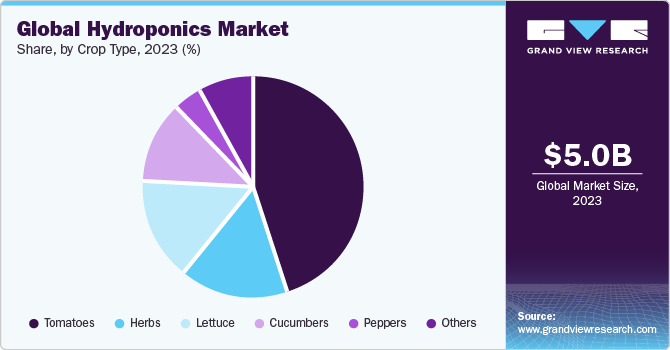 Global Hydroponics Market
Share, by Crop Type, 2023 (%)
GRAND VIEW RESEARCH
$5.0B
Global Market Size,
2023
Tomatoes
Herbs
Lettuce
Cucumbers
Peppers
Others
Source:
www.grandviewresearch.com